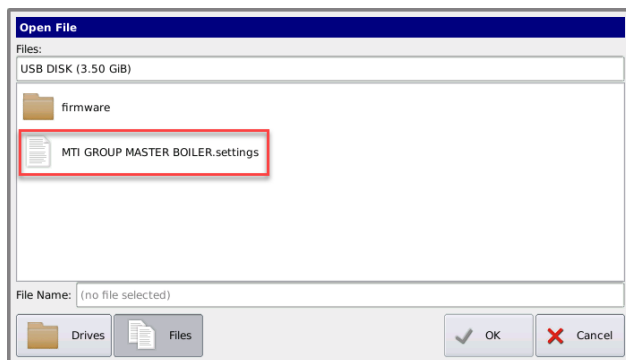 Open File
Files:
USB DISK (3.50 GiB)
firmware
MTI GROUP MASTER BOILER.settings
File Name: (no file selected)
Drives Files OK Cancel